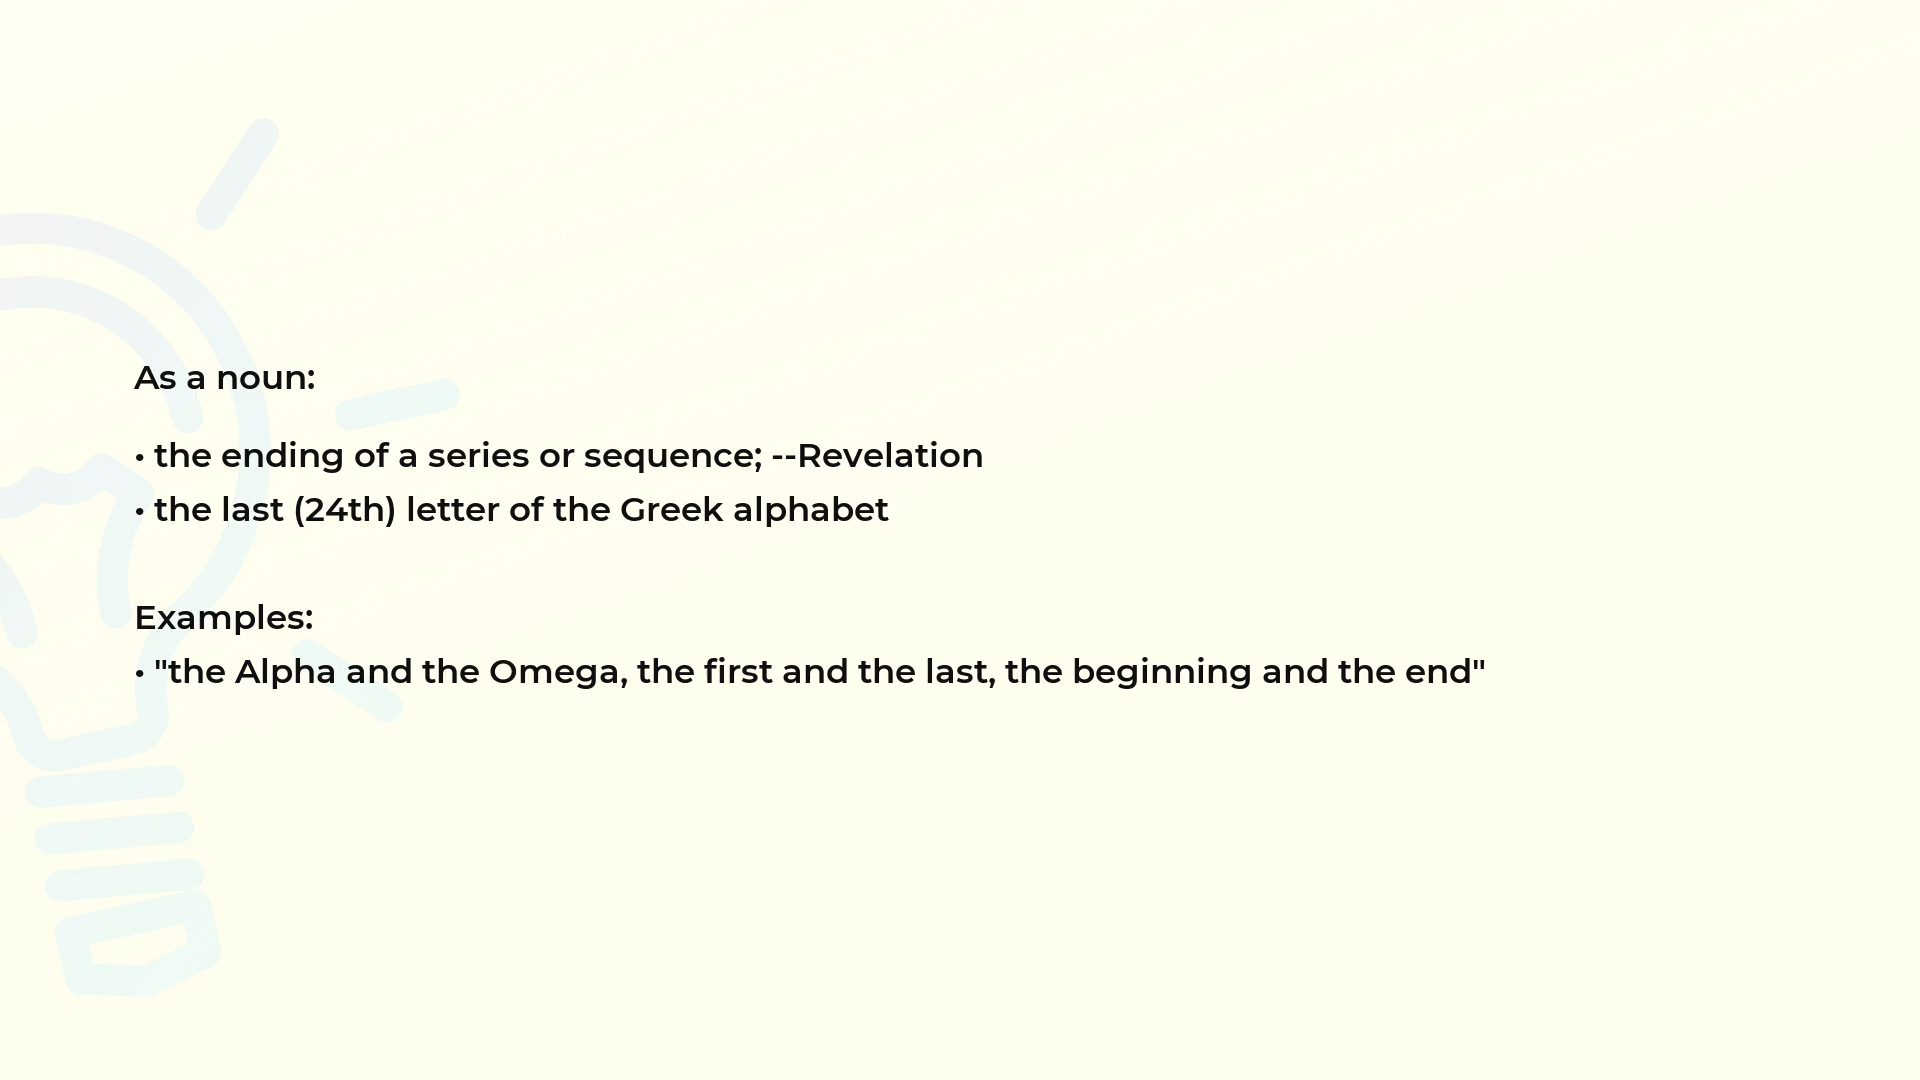 As a noun:
• the ending of a series or sequence; --Revelation
• the last (24th) letter of the Greek alphabet
Examples:
• "the Alpha and the Omega, the first and the last, the beginning and the end"